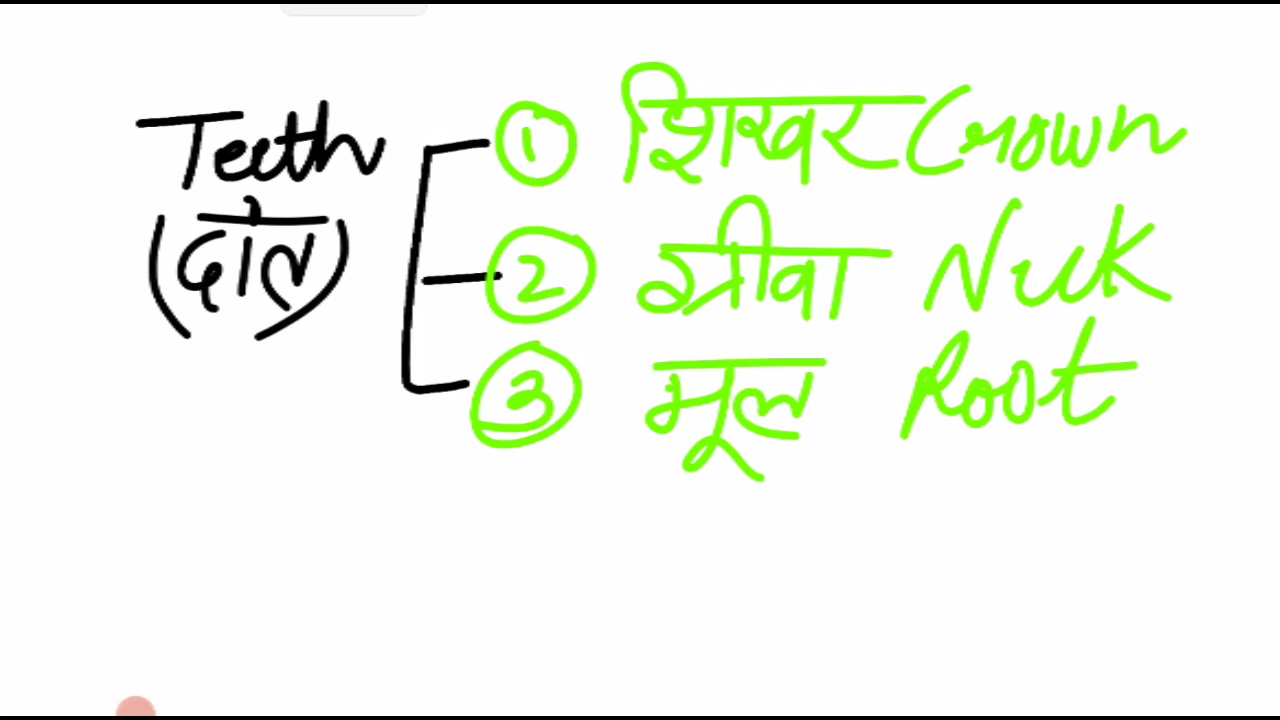 Teeth
(दांत)
① शिखर Crown
② ग्रीवा Neck
③ मूल Root